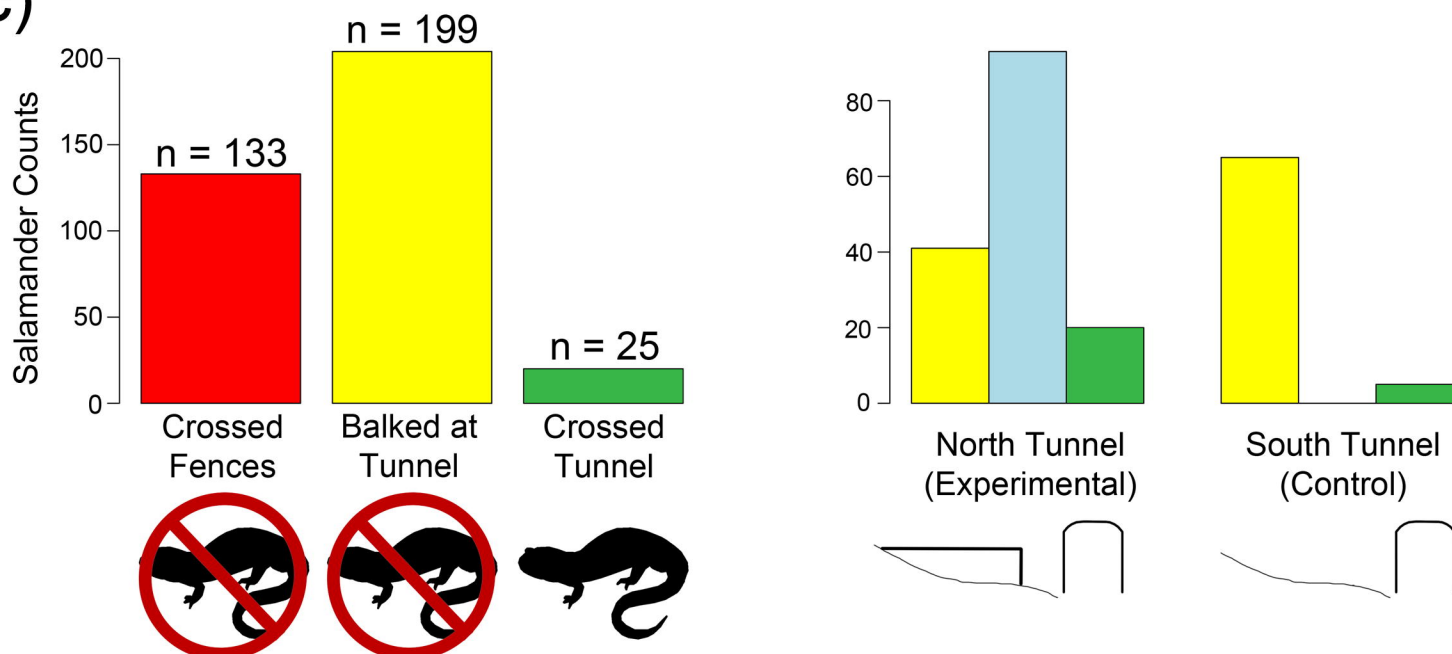 c)
n = 199
200
n = 133
150
100
50
0
Salamander Counts
n = 25
Crossed
Fences
Balked at
Tunnel
Crossed
Tunnel
80
60
40
20
0
North Tunnel
(Experimental)
South Tunnel
(Control)